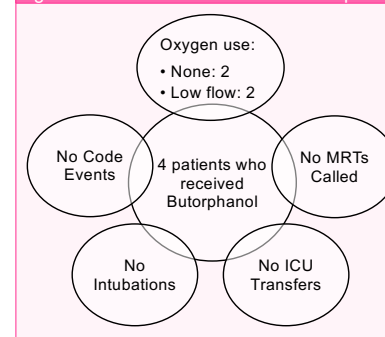 Oxygen use:
• None: 2
• Low flow: 2
No Code
Events
4 patients who
received
Butorphanol
No MRTs
Called
No
Intubations
No ICU
Transfers